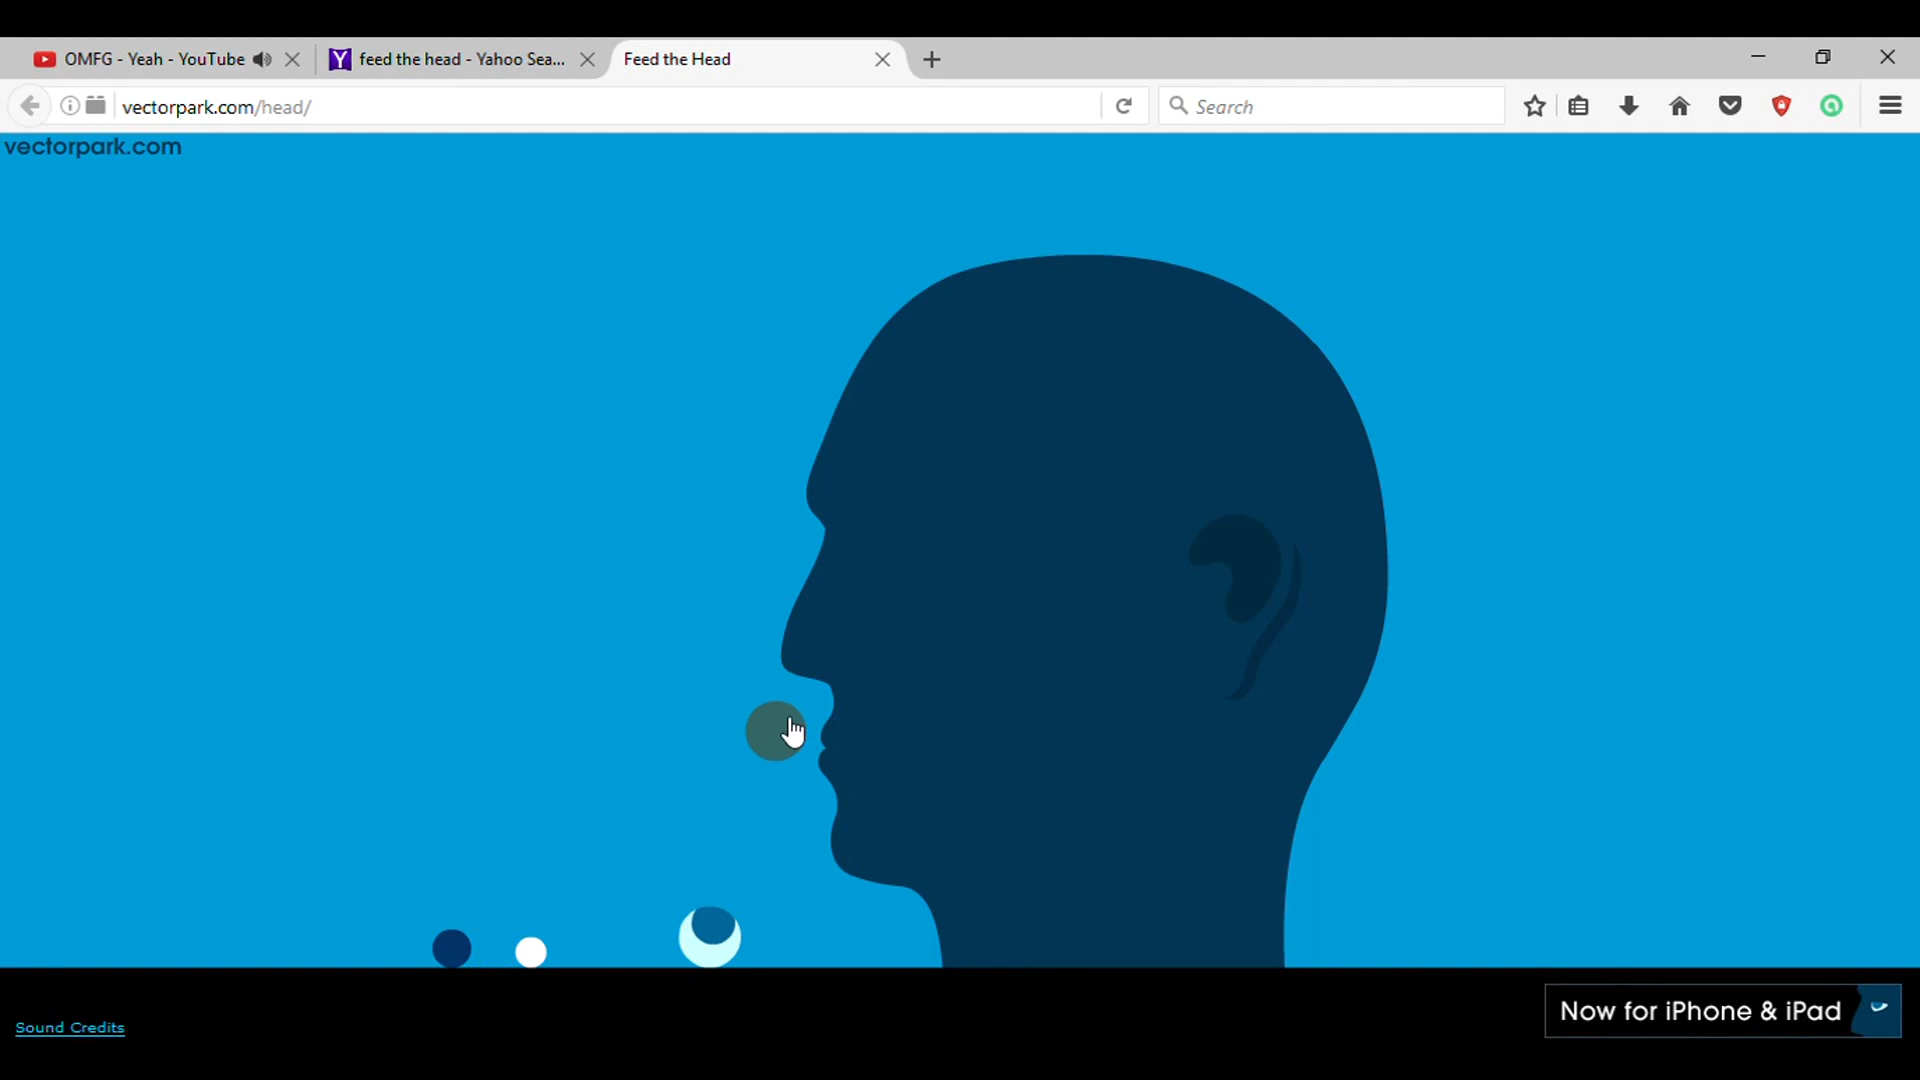 OMFG - Yeah - YouTube
feed the head - Yahoo Sea...
Feed the Head
vectorpark.com/head/
Search
vectorpark.com
Now for iPhone & iPad
Sound Credits